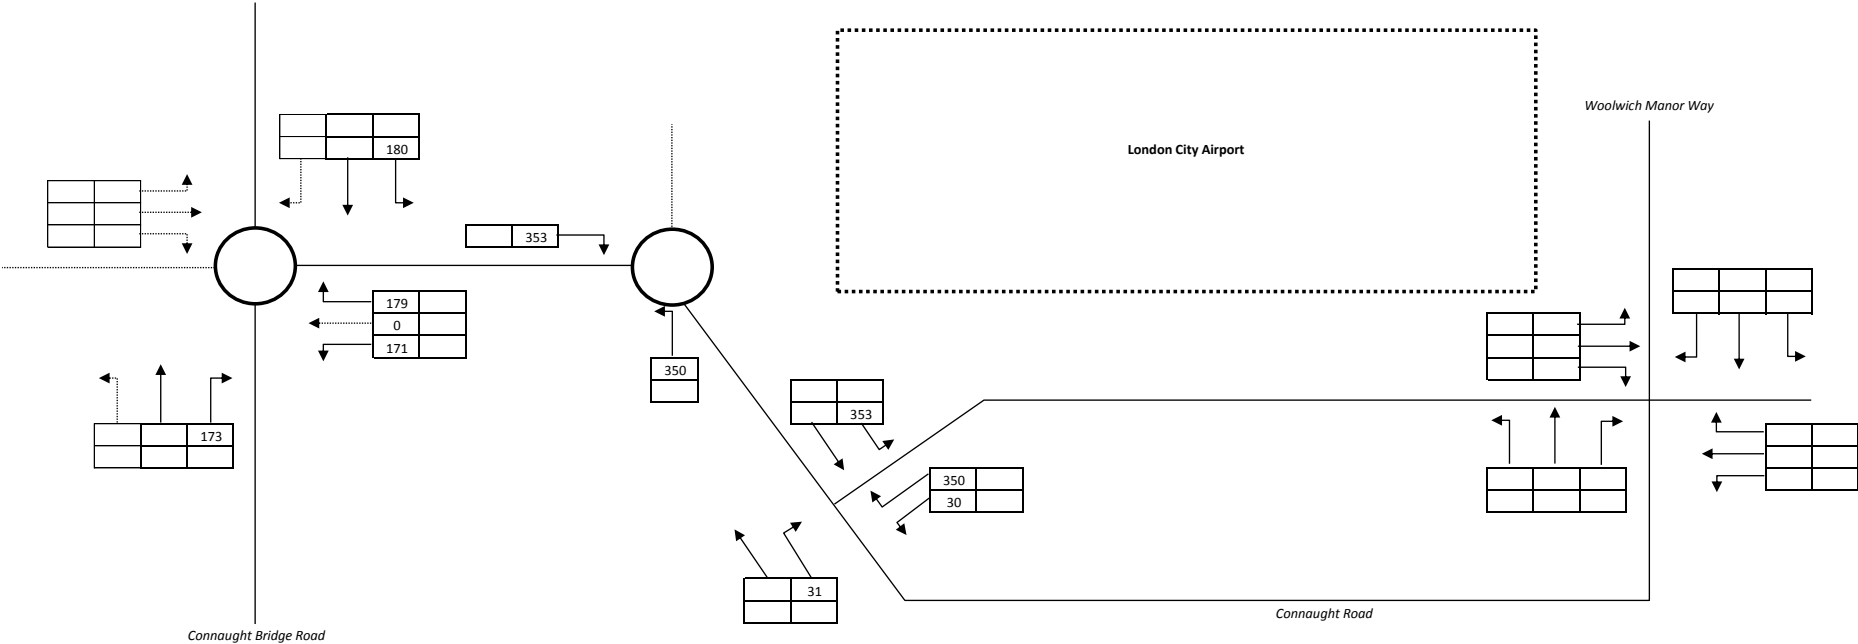 Woolwich Manor Way
London City Airport
180
353
179
0
171
350
353
173
350
30
31
Connaught Road
Connaught Bridge Road